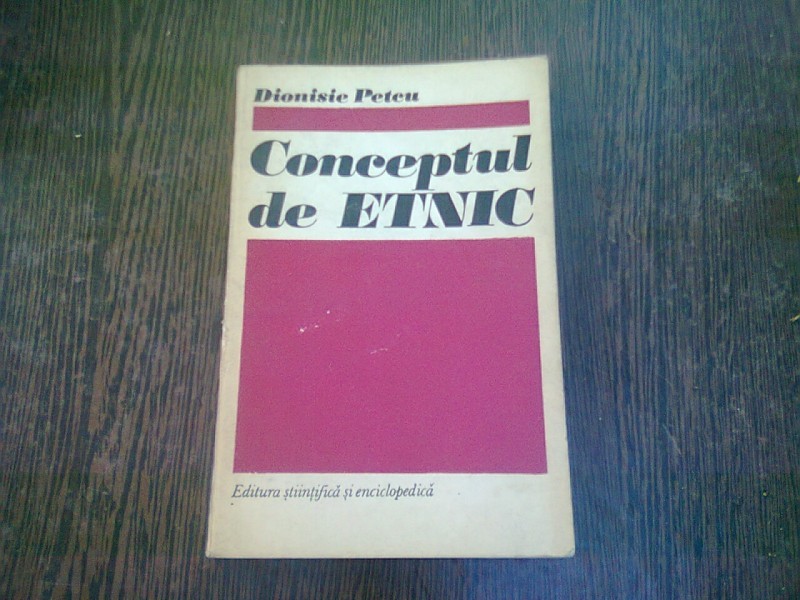 Dionisie Petcu
Conceptul
de ETNIC
Editura științifică și enciclopedică